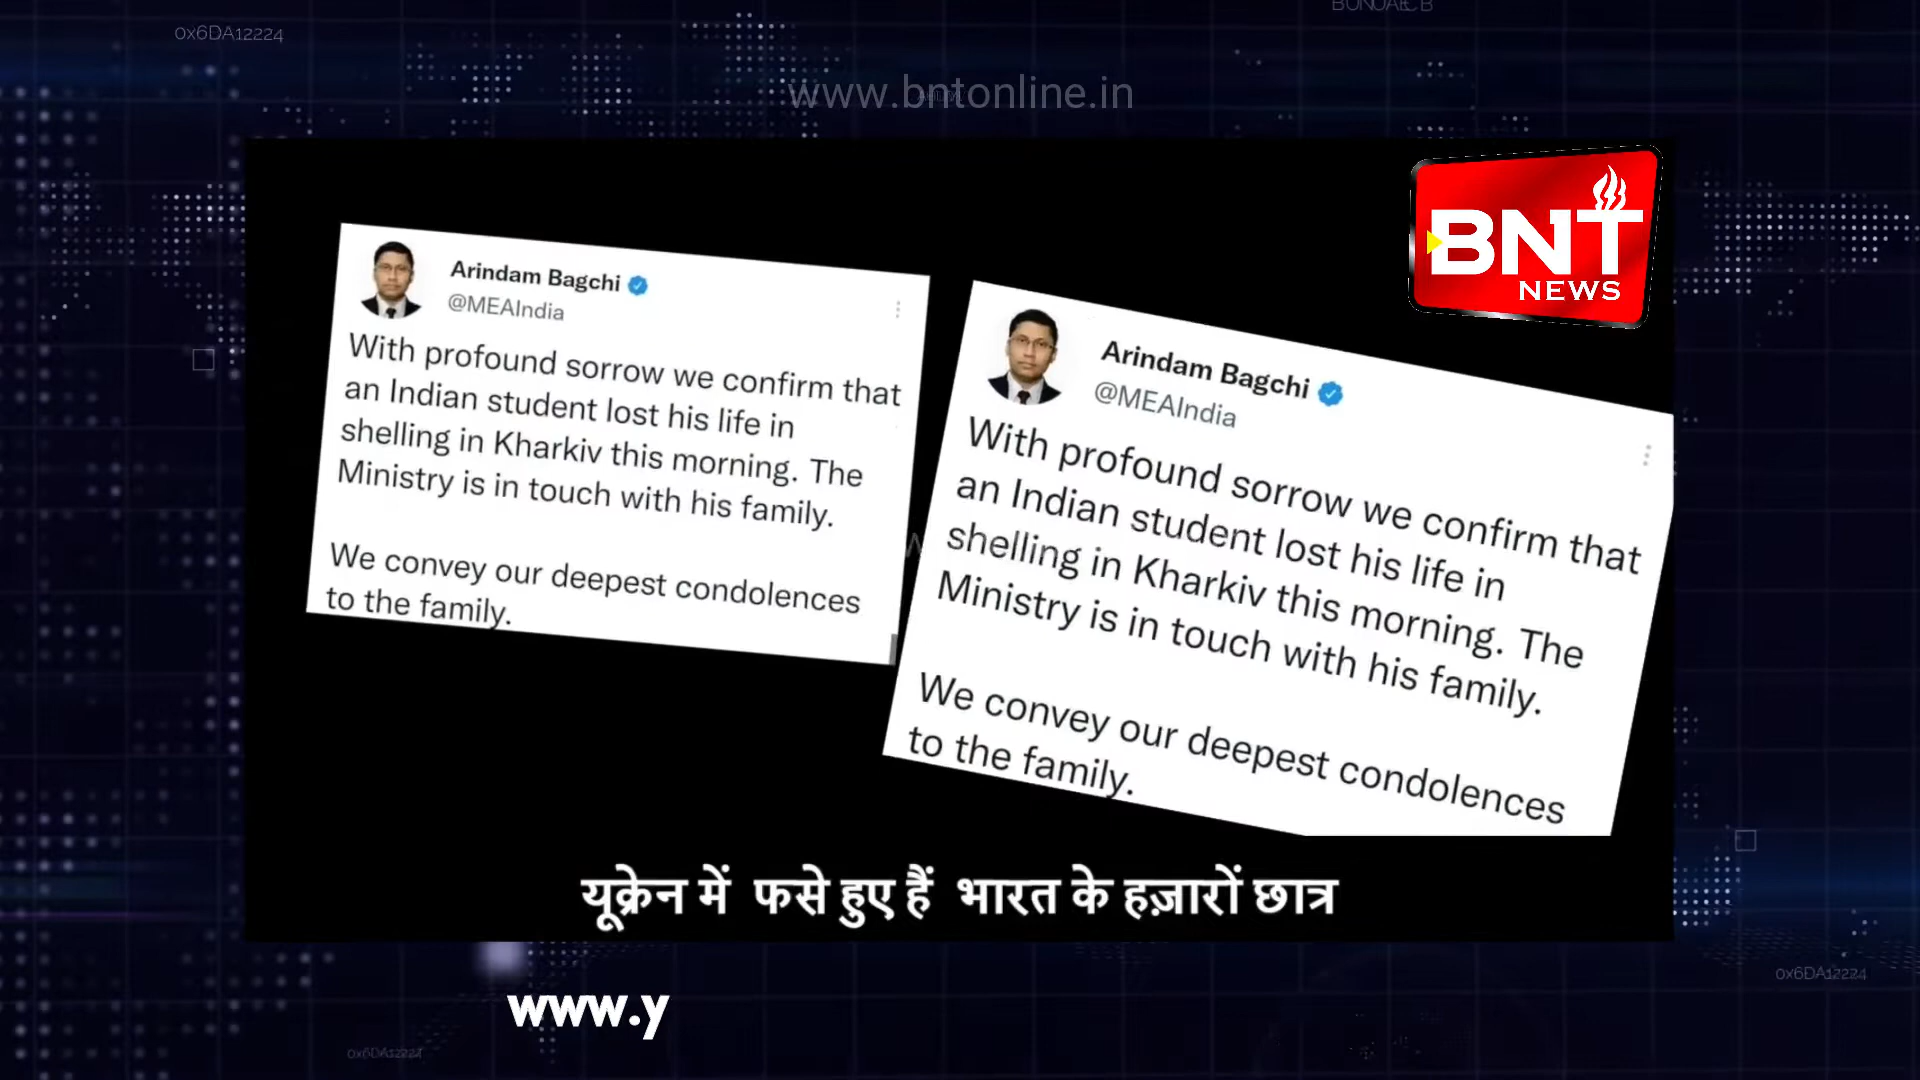 0x6DA12224
www.bntonline.in
BNT
NEWS
Arindam Bagchi
@MEAIndia
With profound sorrow we confirm that
an Indian student lost his life in
shelling in Kharkiv this morning. The
Ministry is in touch with his family.
We convey our deepest condolences
to the family.
Arindam Bagchi
@MEAIndia
With profound sorrow we confirm that
an Indian student lost his life in
shelling in Kharkiv this morning. The
Ministry is in touch with his family.
We convey our deepest condolences
to the family.
यूक्रेन में फसे हुए हैं भारत के हज़ारों छात्र
0x6DA12224
www.y
0x6DA12224